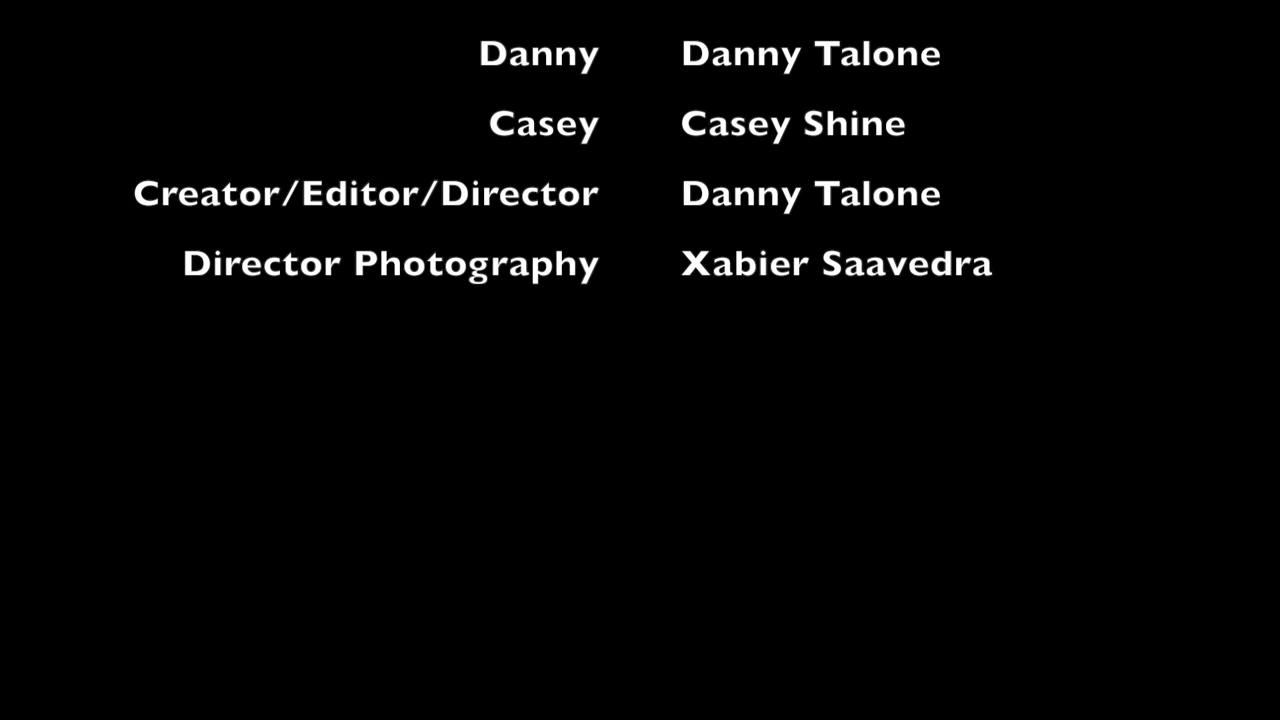 Danny Danny Talone
Casey Casey Shine
Creator/Editor/Director Danny Talone
Director Photography Xabier Saavedra